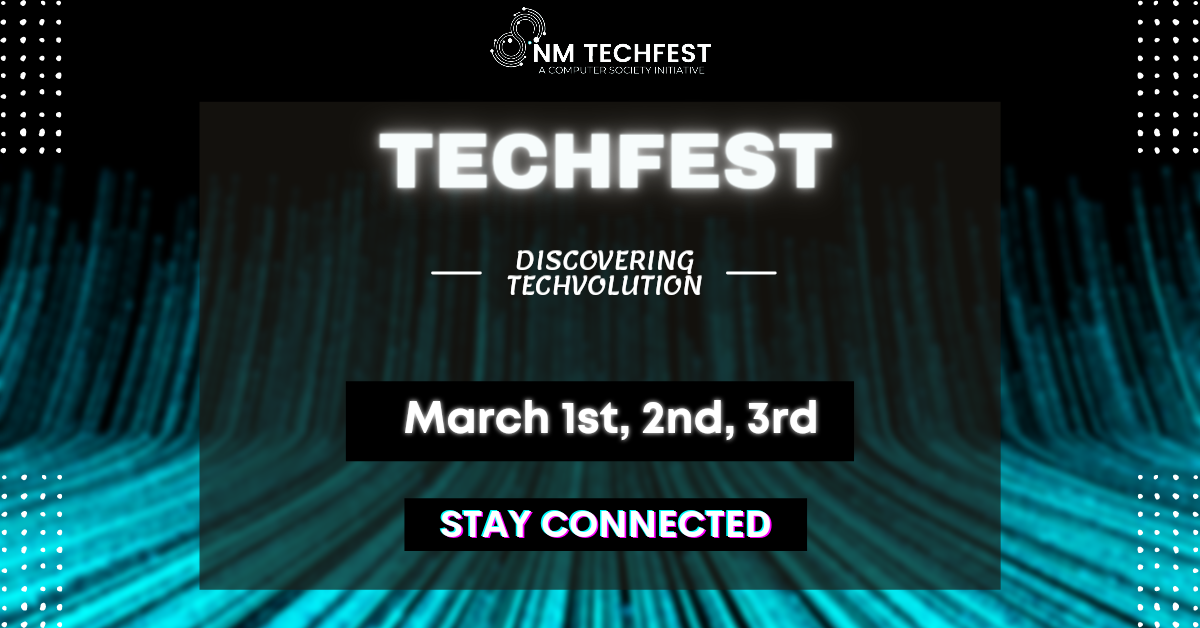 NM TECHFEST
A COMPUTER SOCIETY INITIATIVE
TECHFEST
DISCOVERING
TECHVOLUTION
March 1st, 2nd, 3rd
STAY CONNECTED